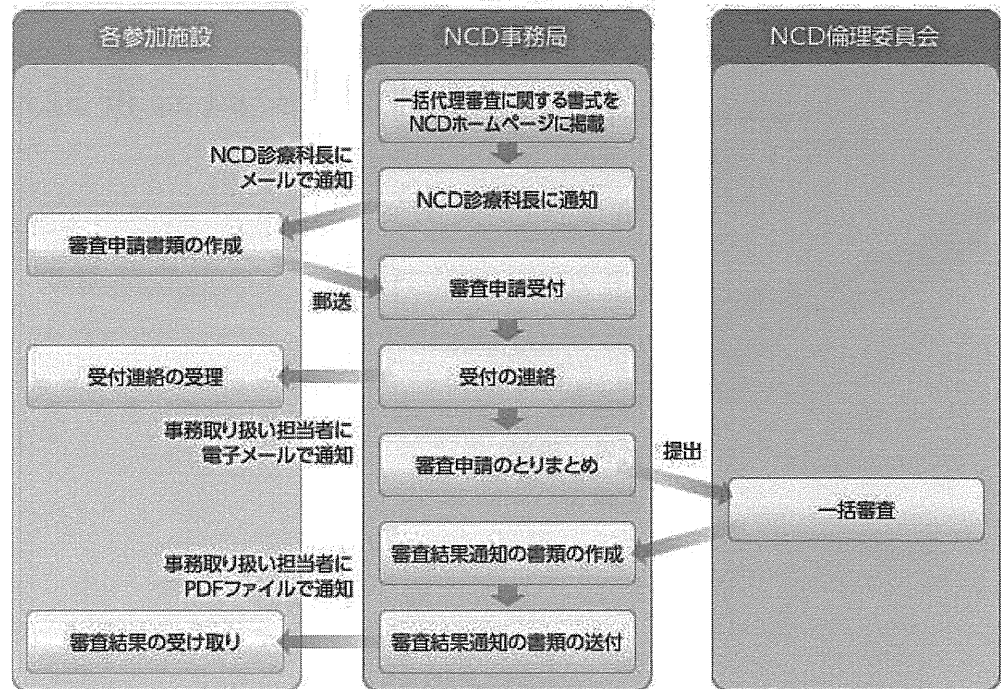 各参加施設
NCD事務局
NCD倫理委員会
一括代理審査に関する書式を
NCDホームページに掲載
NCD診療科長に
メールで通知
NCD診療科長に通知
審査申請書類の作成
郵送
審査申請受付
受付連絡の受理
受付の連絡
事務取り扱い担当者に
電子メールで通知
審査申請のとりまとめ
提出
一括審査
審査結果通知の書類の作成
事務取り扱い担当者に
PDFファイルで通知
審査結果の受け取り
審査結果通知の書類の送付